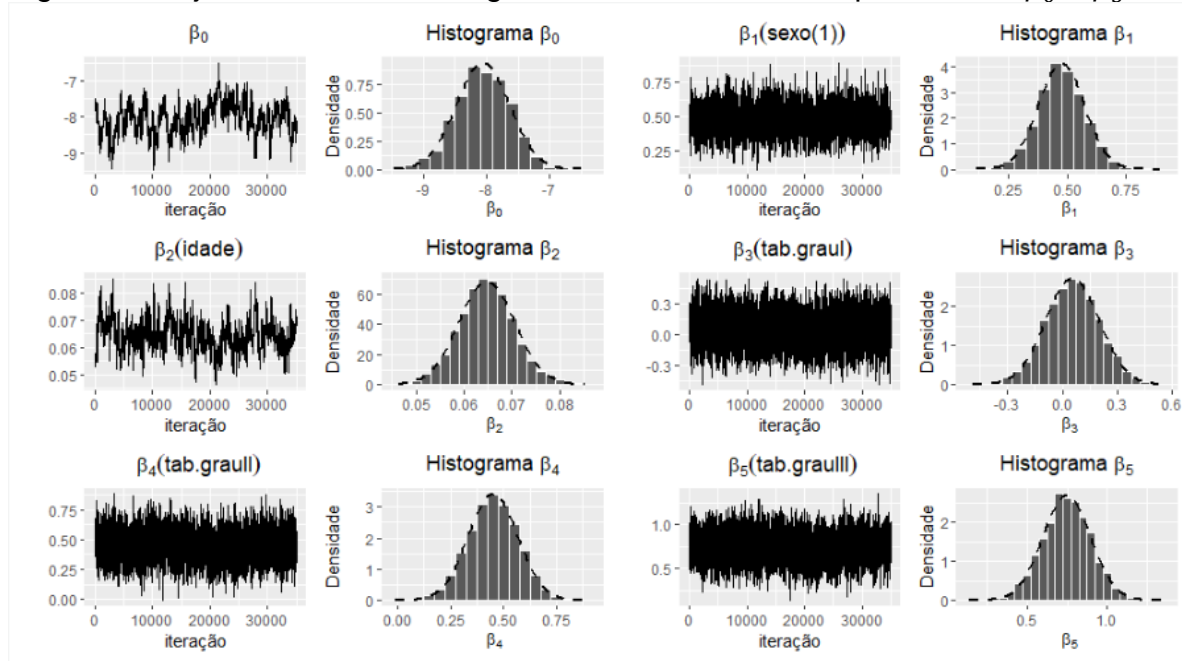 β0 Histograma β0 β1(sexo(1)) Histograma β1
-7 -8 -9
0 10000 20000 30000
iteração
Densidade
0.75 0.50 0.25 0.00
-9 -8 -7
β0
0.75 0.50 0.25
0 10000 20000 30000
iteração
Densidade
4 3 2 1 0
0.25 0.50 0.75
β1
β2(idade) Histograma β2 β3(tab.grauI) Histograma β3
0.08 0.07 0.06 0.05
0 10000 20000 30000
iteração
Densidade
60 40 20 0
0.05 0.06 0.07 0.08
β2
0.3 0.0 -0.3
0 10000 20000 30000
iteração
Densidade
2 1 0
-0.3 0.0 0.3 0.6
β3
β4(tab.grauII) Histograma β4 β5(tab.grauIII) Histograma β5
0.75 0.50 0.25 0.00
0 10000 20000 30000
iteração
Densidade
3 2 1 0
0.00 0.25 0.50 0.75
β4
1.0 0.5
0 10000 20000 30000
iteração
Densidade
2 1 0
0.5 1.0
β5